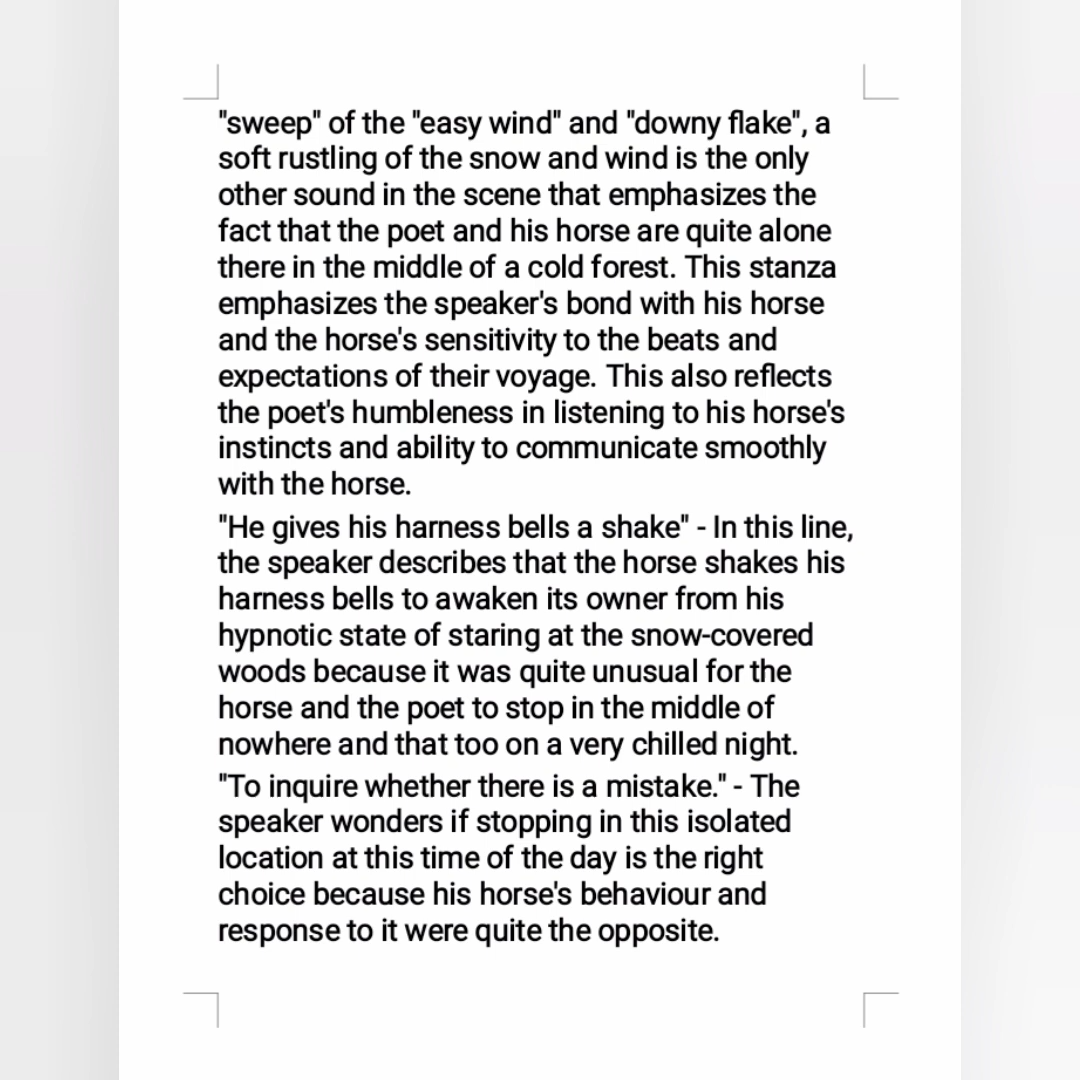 "sweep" of the "easy wind" and "downy flake", a
soft rustling of the snow and wind is the only
other sound in the scene that emphasizes the
fact that the poet and his horse are quite alone
there in the middle of a cold forest. This stanza
emphasizes the speaker's bond with his horse
and the horse's sensitivity to the beats and
expectations of their voyage. This also reflects
the poet's humbleness in listening to his horse's
instincts and ability to communicate smoothly
with the horse.
"He gives his harness bells a shake" - In this line,
the speaker describes that the horse shakes his
harness bells to awaken its owner from his
hypnotic state of staring at the snow-covered
woods because it was quite unusual for the
horse and the poet to stop in the middle of
nowhere and that too on a very chilled night.
"To inquire whether there is a mistake." - The
speaker wonders if stopping in this isolated
location at this time of the day is the right
choice because his horse's behaviour and
response to it were quite the opposite.